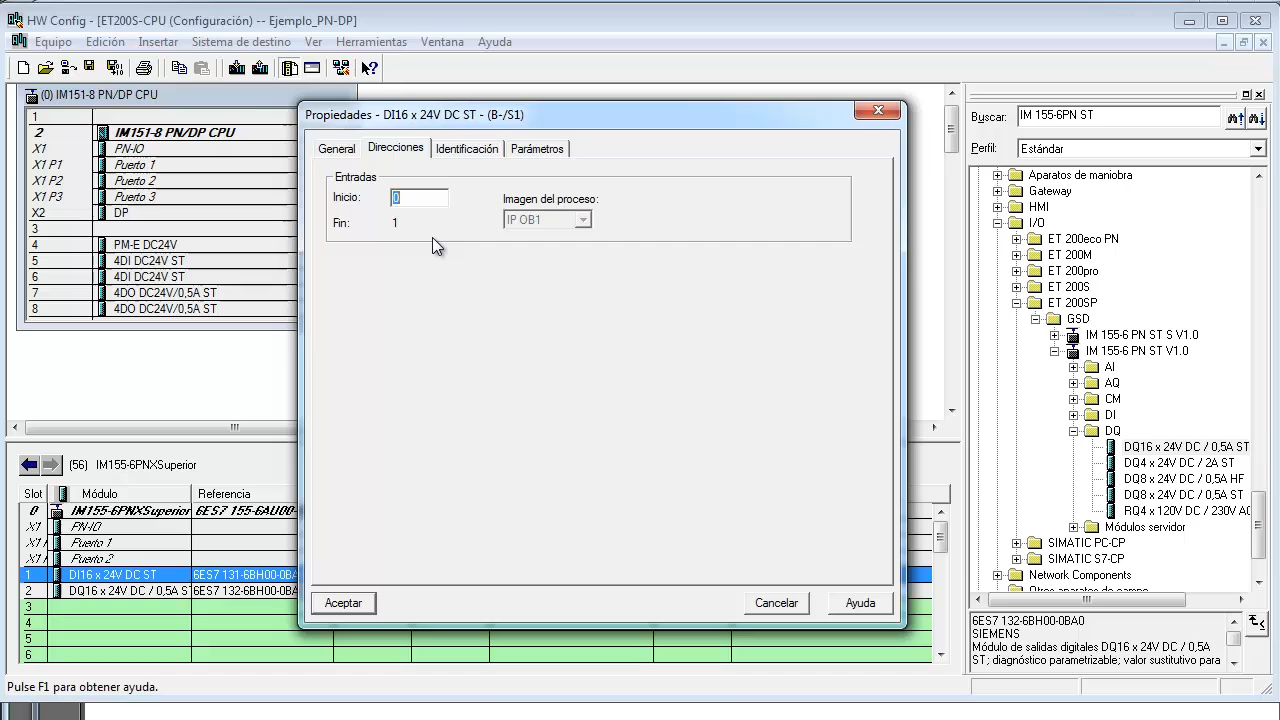 HW Config - [ET200S-CPU (Configuración) -- Ejemplo_PN-DP]
Equipo Edición Insertar Sistema de destino Ver Herramientas Ventana Ayuda
(0) IM151-8 PN/DP CPU
1
2 IM151-8 PN/DP CPU
X1 PN-IO
X1 P1 Puerto 1
X1 P2 Puerto 2
X1 P3 Puerto 3
X2 DP
3
4 PM-E DC24V
5 4DI DC24V ST
6 4DI DC24V ST
7 4DO DC24V/0,5A ST
8 4DO DC24V/0,5A ST
Propiedades - DI16 x 24V DC ST - (B-/S1)
General Direcciones Identificación Parámetros
Entradas
Inicio: 0
Fin: 1
Imagen del proceso:
IP OB1
Aceptar Cancelar Ayuda
Buscar: IM 155-6PN ST
Perfil: Estándar
Aparatos de maniobra
Gateway
HMI
I/O
ET 200eco PN
ET 200M
ET 200pro
ET 200S
ET 200SP
GSD
IM 155-6 PN ST S V1.0
IM 155-6 PN ST V1.0
AI
AQ
CM
DI
DQ
DQ16 x 24V DC / 0,5A ST
DQ4 x 24V DC / 2A ST
DQ8 x 24V DC / 0,5A HF
DQ8 x 24V DC / 0,5A ST
RQ4 x 120V DC / 230V AC
Módulos servidor
SIMATIC PC-CP
SIMATIC S7-CP
Network Components
Otro aparatos de campo
6ES7 132-6BH00-0BA0
SIEMENS
Módulo de salidas digitales DQ16 x 24V DC / 0,5A
ST; diagnóstico parametrizable; valor sustitutivo para
(56) IM155-6PNXSuperior
Slot Módulo Referencia
0 IM155-6PNXSuperior 6ES7 155-6AU00-
X1 PN-IO
X1 Puerto 1
X1 Puerto 2
1 DI16 x 24V DC ST 6ES7 131-6BH00-0BA
2 DQ16 x 24V DC / 0,5A S 6ES7 132-6BH00-0BA
3
4
5
6
Pulse F1 para obtener ayuda.